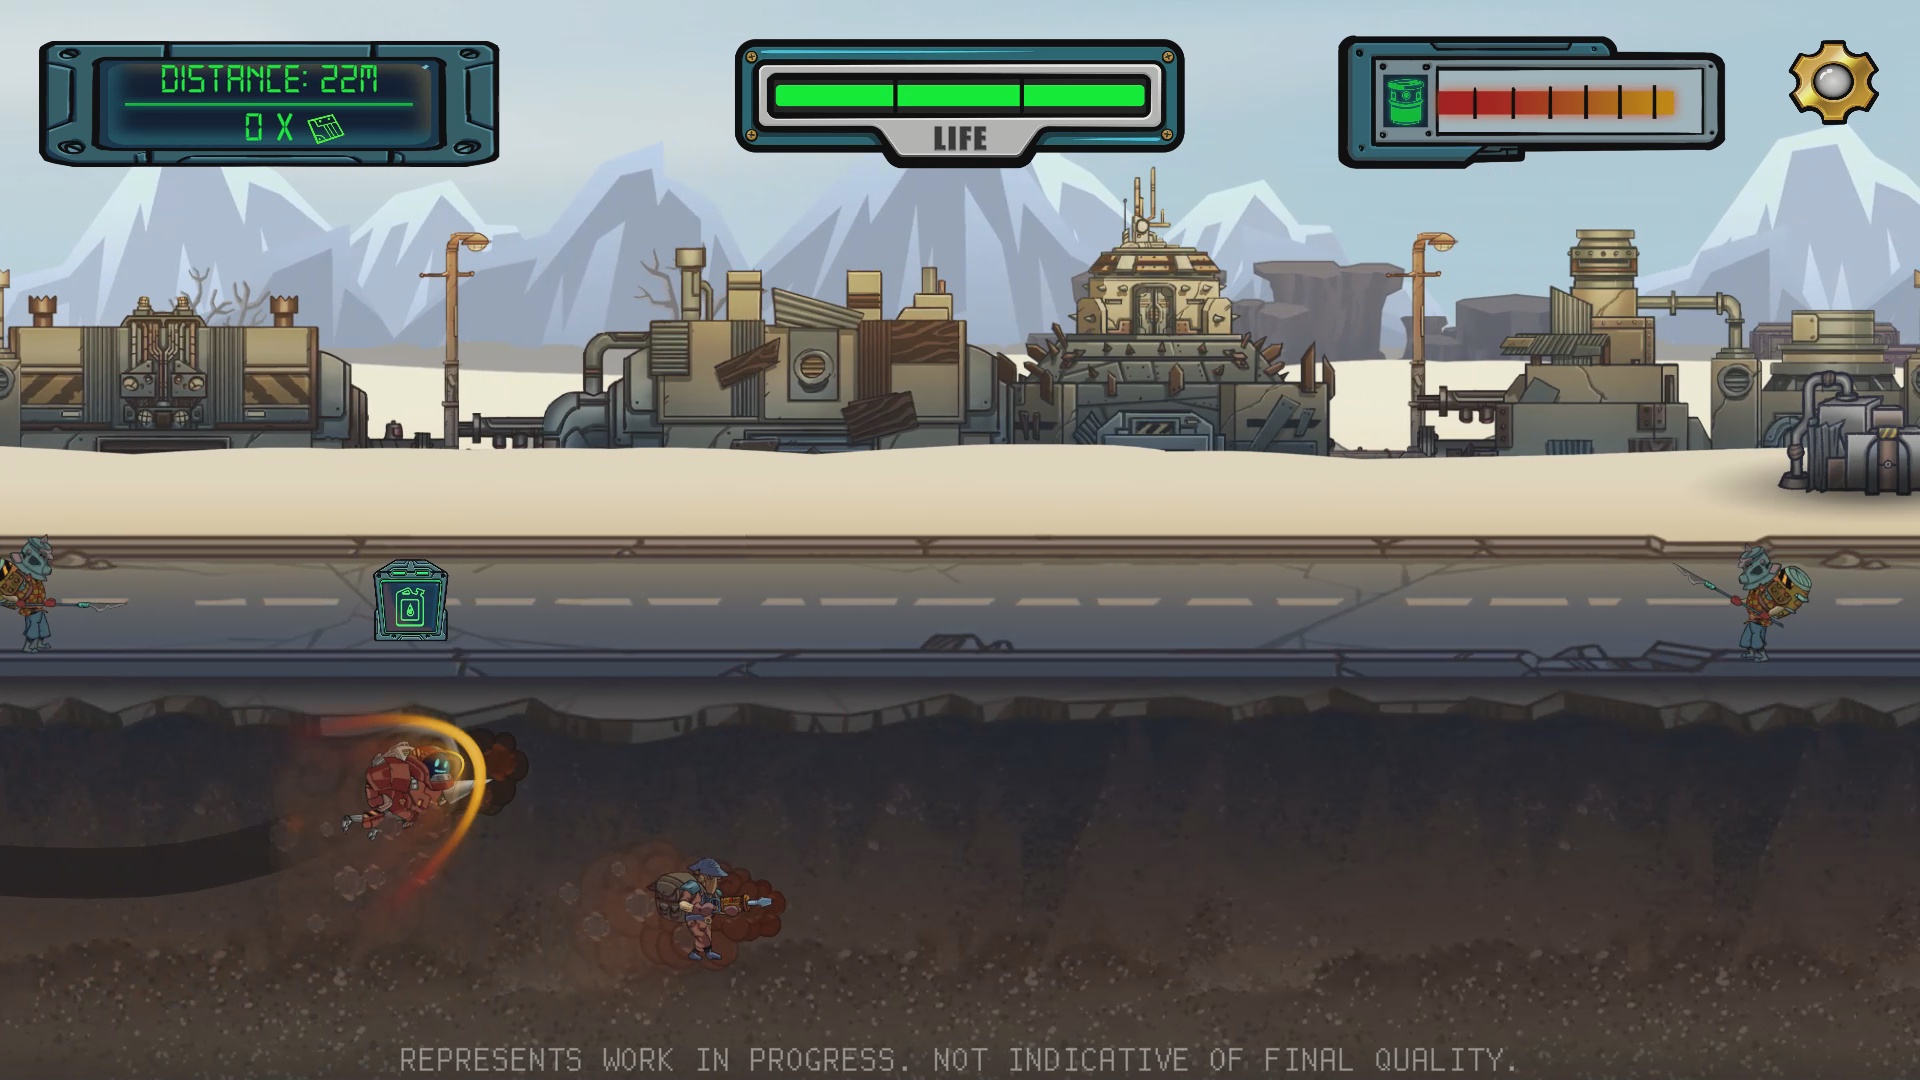 DISTANCE: 22M
0 X
LIFE
REPRESENTS WORK IN PROGRESS. NOT INDICATIVE OF FINAL QUALITY.